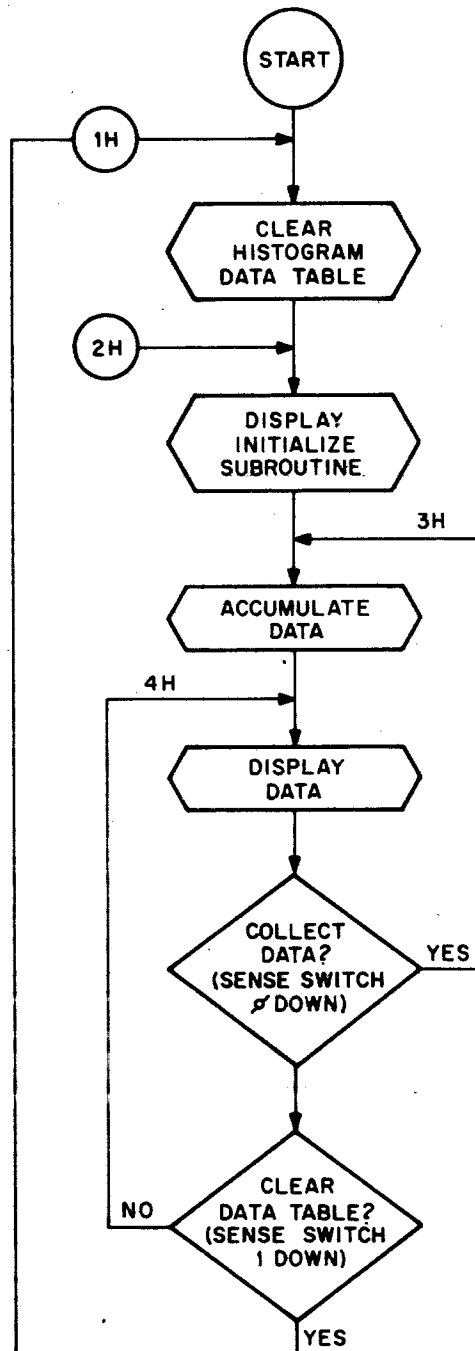 START
1H
CLEAR
HISTOGRAM
DATA TABLE
2H
DISPLAY
INITIALIZE
SUBROUTINE
3H
ACCUMULATE
DATA
4H
DISPLAY
DATA
COLLECT
DATA?
(SENSE SWITCH
Ø DOWN)
YES
CLEAR
DATA TABLE?
(SENSE SWITCH
1 DOWN)
NO
YES